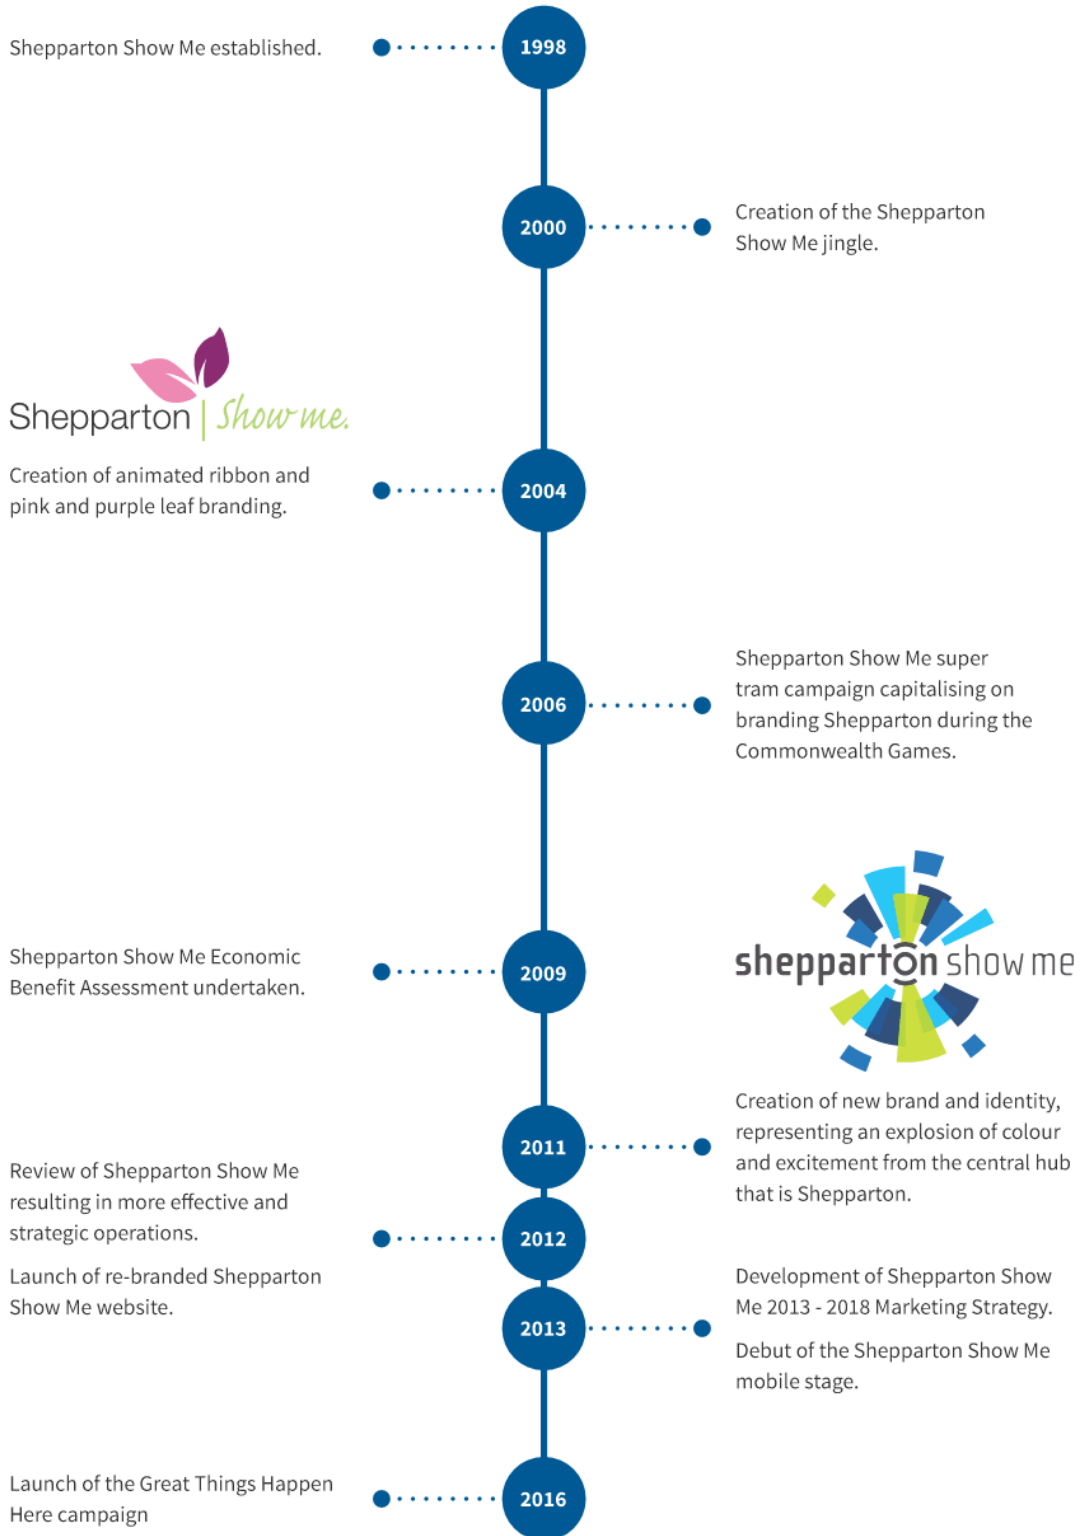 Shepparton Show Me established.
1998
2000
Creation of the Shepparton
Show Me jingle.
Shepparton | Show me.
Creation of animated ribbon and
pink and purple leaf branding.
2004
2006
Shepparton Show Me super
tram campaign capitalising on
branding Shepparton during the
Commonwealth Games.
Shepparton Show Me Economic
Benefit Assessment undertaken.
2009
shepparton show me
2011
Creation of new brand and identity,
representing an explosion of colour
and excitement from the central hub
that is Shepparton.
Review of Shepparton Show Me
resulting in more effective and
strategic operations.
Launch of re-branded Shepparton
Show Me website.
2012
2013
Development of Shepparton Show
Me 2013 - 2018 Marketing Strategy.
Debut of the Shepparton Show Me
mobile stage.
Launch of the Great Things Happen
Here campaign
2016